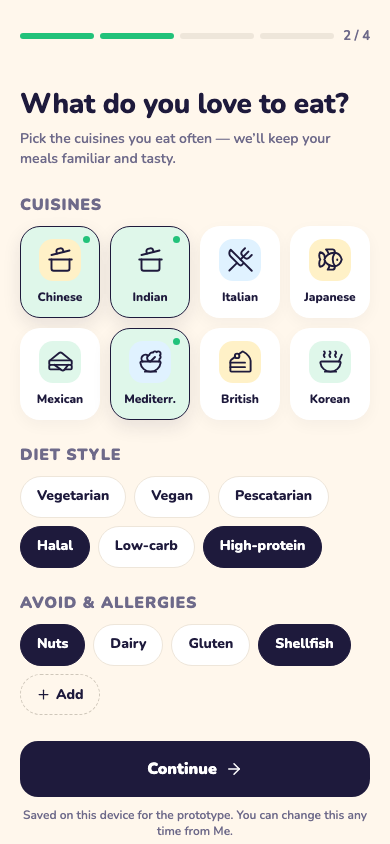 2 / 4
What do you love to eat?
Pick the cuisines you eat often — we'll keep your
meals familiar and tasty.
CUISINES
Chinese
Indian
Italian
Japanese
Mexican
Mediterr.
British
Korean
DIET STYLE
Vegetarian
Vegan
Pescatarian
Halal
Low-carb
High-protein
AVOID & ALLERGIES
Nuts
Dairy
Gluten
Shellfish
+ Add
Continue →
Saved on this device for the prototype. You can change this any
time from Me.